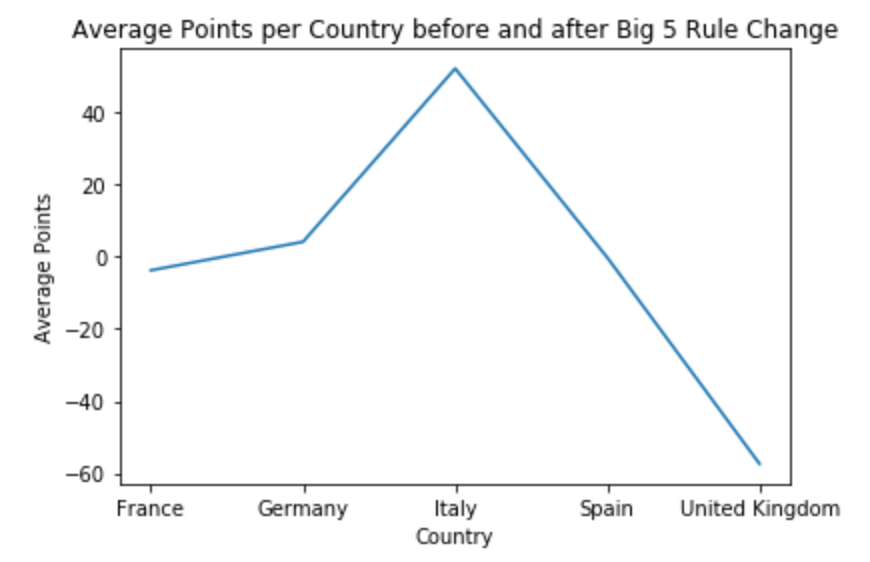 Average Points per Country before and after Big 5 Rule Change
Average Points
40
20
0
−20
−40
−60
France Germany Italy Spain United Kingdom
Country